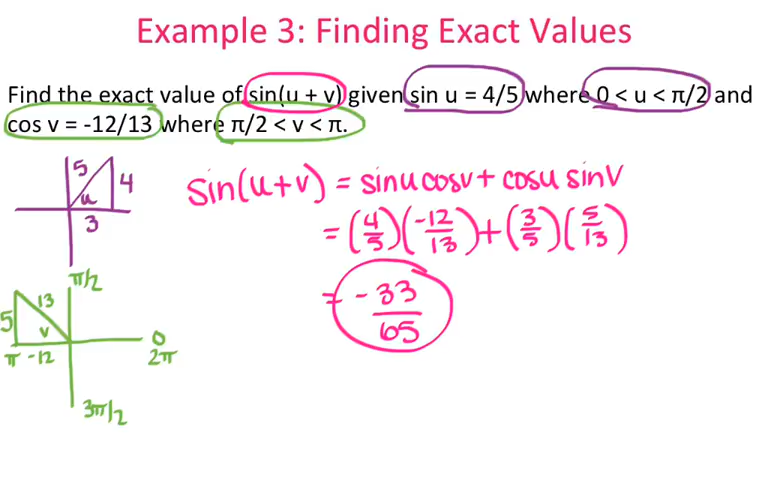 Example 3: Finding Exact Values
Find the exact value of sin(u + v) given sin u = 4/5 where 0 < u < π/2 and
cos v = -12/13 where π/2 < v < π.
5
4
u
3
sin(u+v) = sinu cosv + cosu sinv
= (4/5)(-12/13) + (3/5)(5/13)
= -33/65
π/2
13
5
v
π -12
0
2π
3π/2